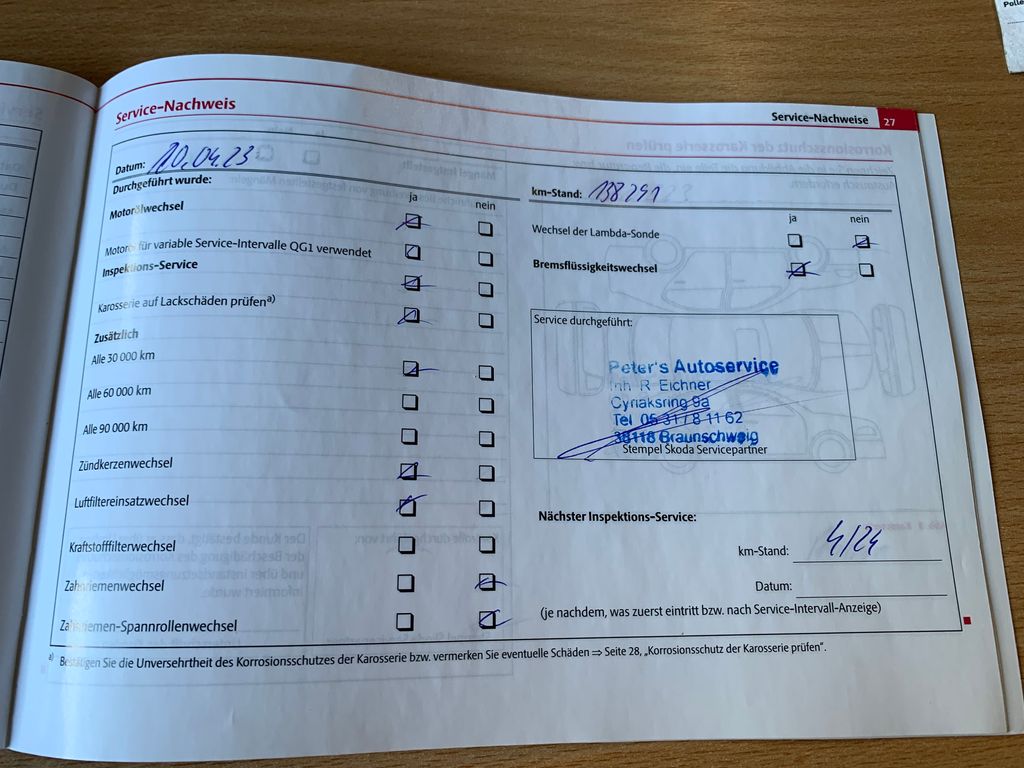 Polle
Service-Nachweis
Service-Nachweise 27
Datum: 20.04.23
Durchgeführt wurde:
ja nein
Motorölwechsel
Motoröl für variable Service-Intervalle QG1 verwendet
Inspektions-Service
Karosserie auf Lackschäden prüfen a)
Zusätzlich
Alle 30 000 km
Alle 60 000 km
Alle 90 000 km
Zündkerzenwechsel
Luftfiltereinsatzwechsel
Kraftstofffilterwechsel
Zahnriemenwechsel
Zahnriemen-Spannrollenwechsel
km-Stand: 138291
ja nein
Wechsel der Lambda-Sonde
Bremsflüssigkeitswechsel
Service durchgeführt:
Peter's Autoservice
Inh R Eichner
Cyriaksring 9a
Tel 05 31 / 8 11 62
38118 Braunschweig
Stempel Škoda Servicepartner
Nächster Inspektions-Service:
km-Stand: 4/24
Datum:
(je nachdem, was zuerst eintritt bzw. nach Service-Intervall-Anzeige)
a) Bestätigen Sie die Unversehrtheit des Korrosionsschutzes der Karosserie bzw. vermerken Sie eventuelle Schäden ⇒ Seite 28, „Korrosionsschutz der Karosserie prüfen“.